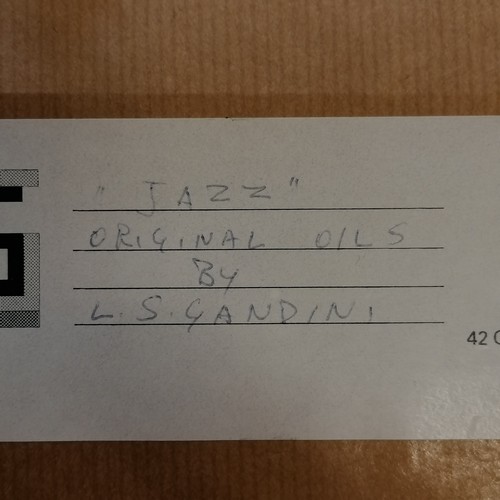 "JAZZ"
ORIGINAL OILS
BY
L.S. GANDINI
42